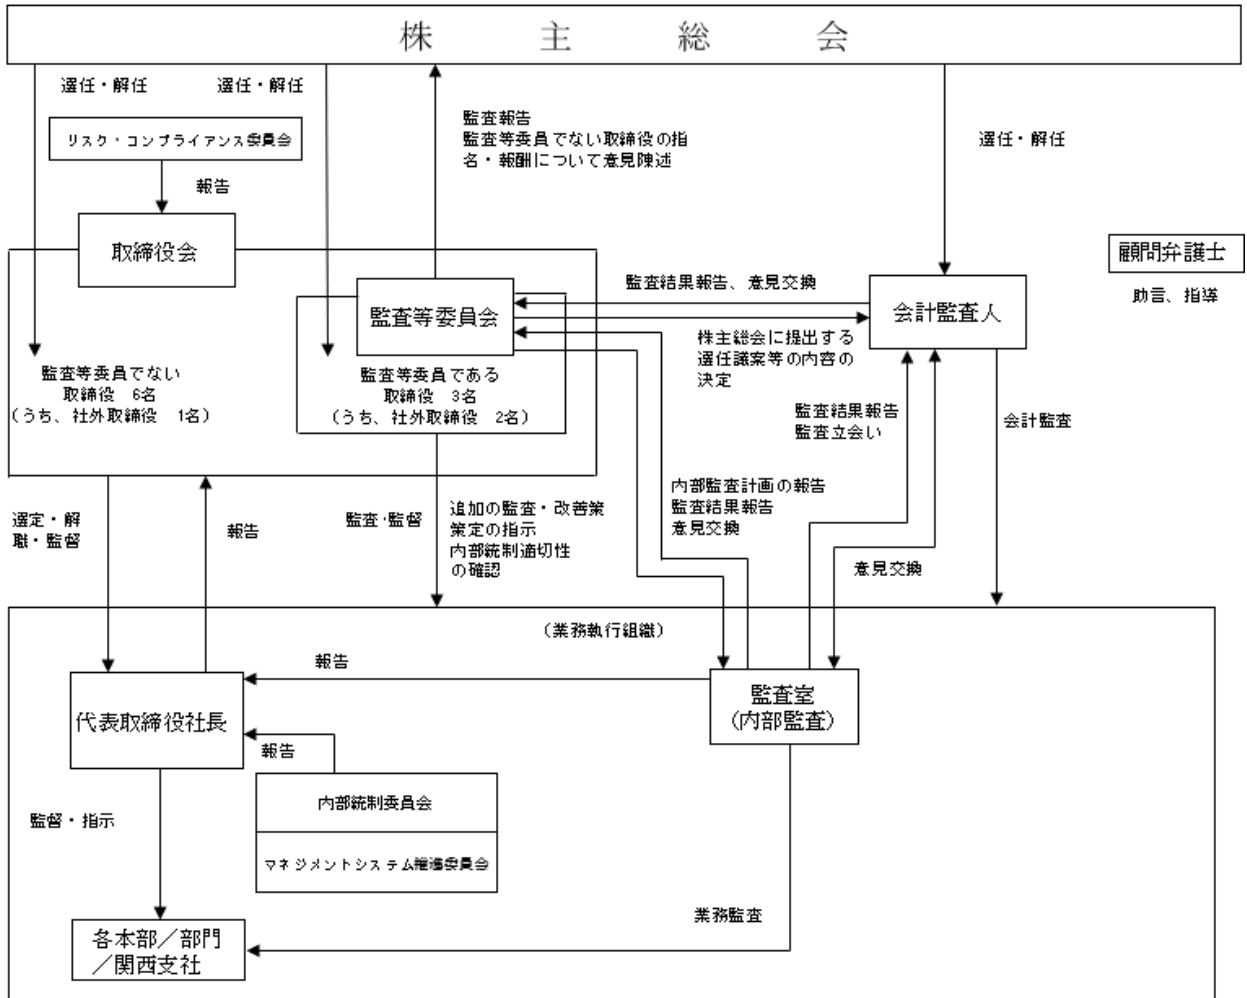 株主総会
選任・解任
選任・解任
監査報告
監査等委員でない取締役の指
名・報酬について意見陳述
選任・解任
リスク・コンプライアンス委員会
報告
取締役会
顧問弁護士
助言、指導
監査等委員会
監査結果報告、意見交換
会計監査人
株主総会に提出する
選任議案等の内容の
決定
監査等委員でない
取締役　6名
（うち、社外取締役　1名）
監査等委員である
取締役　3名
（うち、社外取締役　2名）
監査結果報告
監査立会い
会計監査
選定・解
職・監督
報告
監査・監督
追加の監査・改善策
策定の指示
内部統制適切性
の確認
内部監査計画の報告
監査結果報告
意見交換
意見交換
（業務執行組織）
報告
代表取締役社長
監査室
（内部監査）
報告
内部統制委員会
マネジメントシステム推進委員会
監督・指示
業務監査
各本部／部門
／関西支社